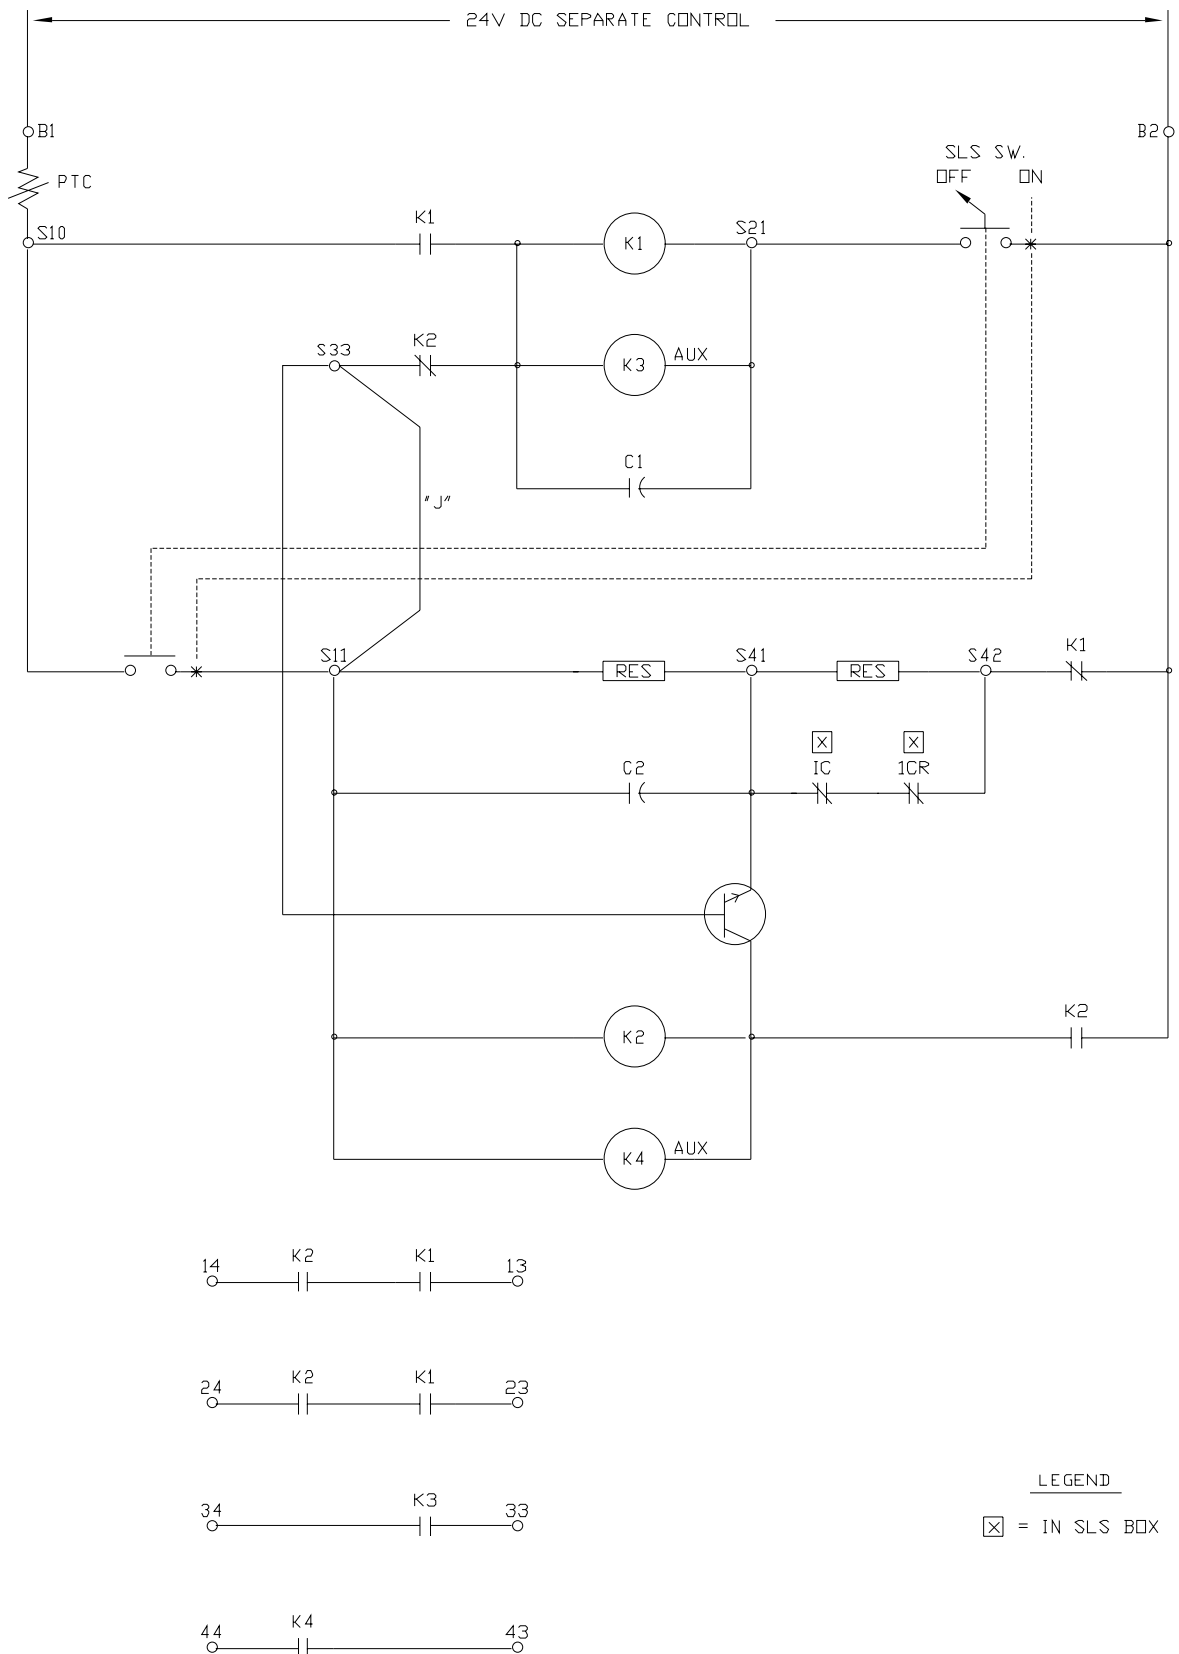 24V DC SEPARATE CONTROL
B1
B2
PTC
SLS SW.
OFF ON
S10
K1
K1
S21
S33
K2
K3
AUX
C1
"J"
S11
RES
S41
RES
S42
K1
X
X
C2
IC
1CR
K2
K2
K4
AUX
14
K2
K1
13
24
K2
K1
23
34
K3
33
44
K4
43
LEGEND
X = IN SLS BOX